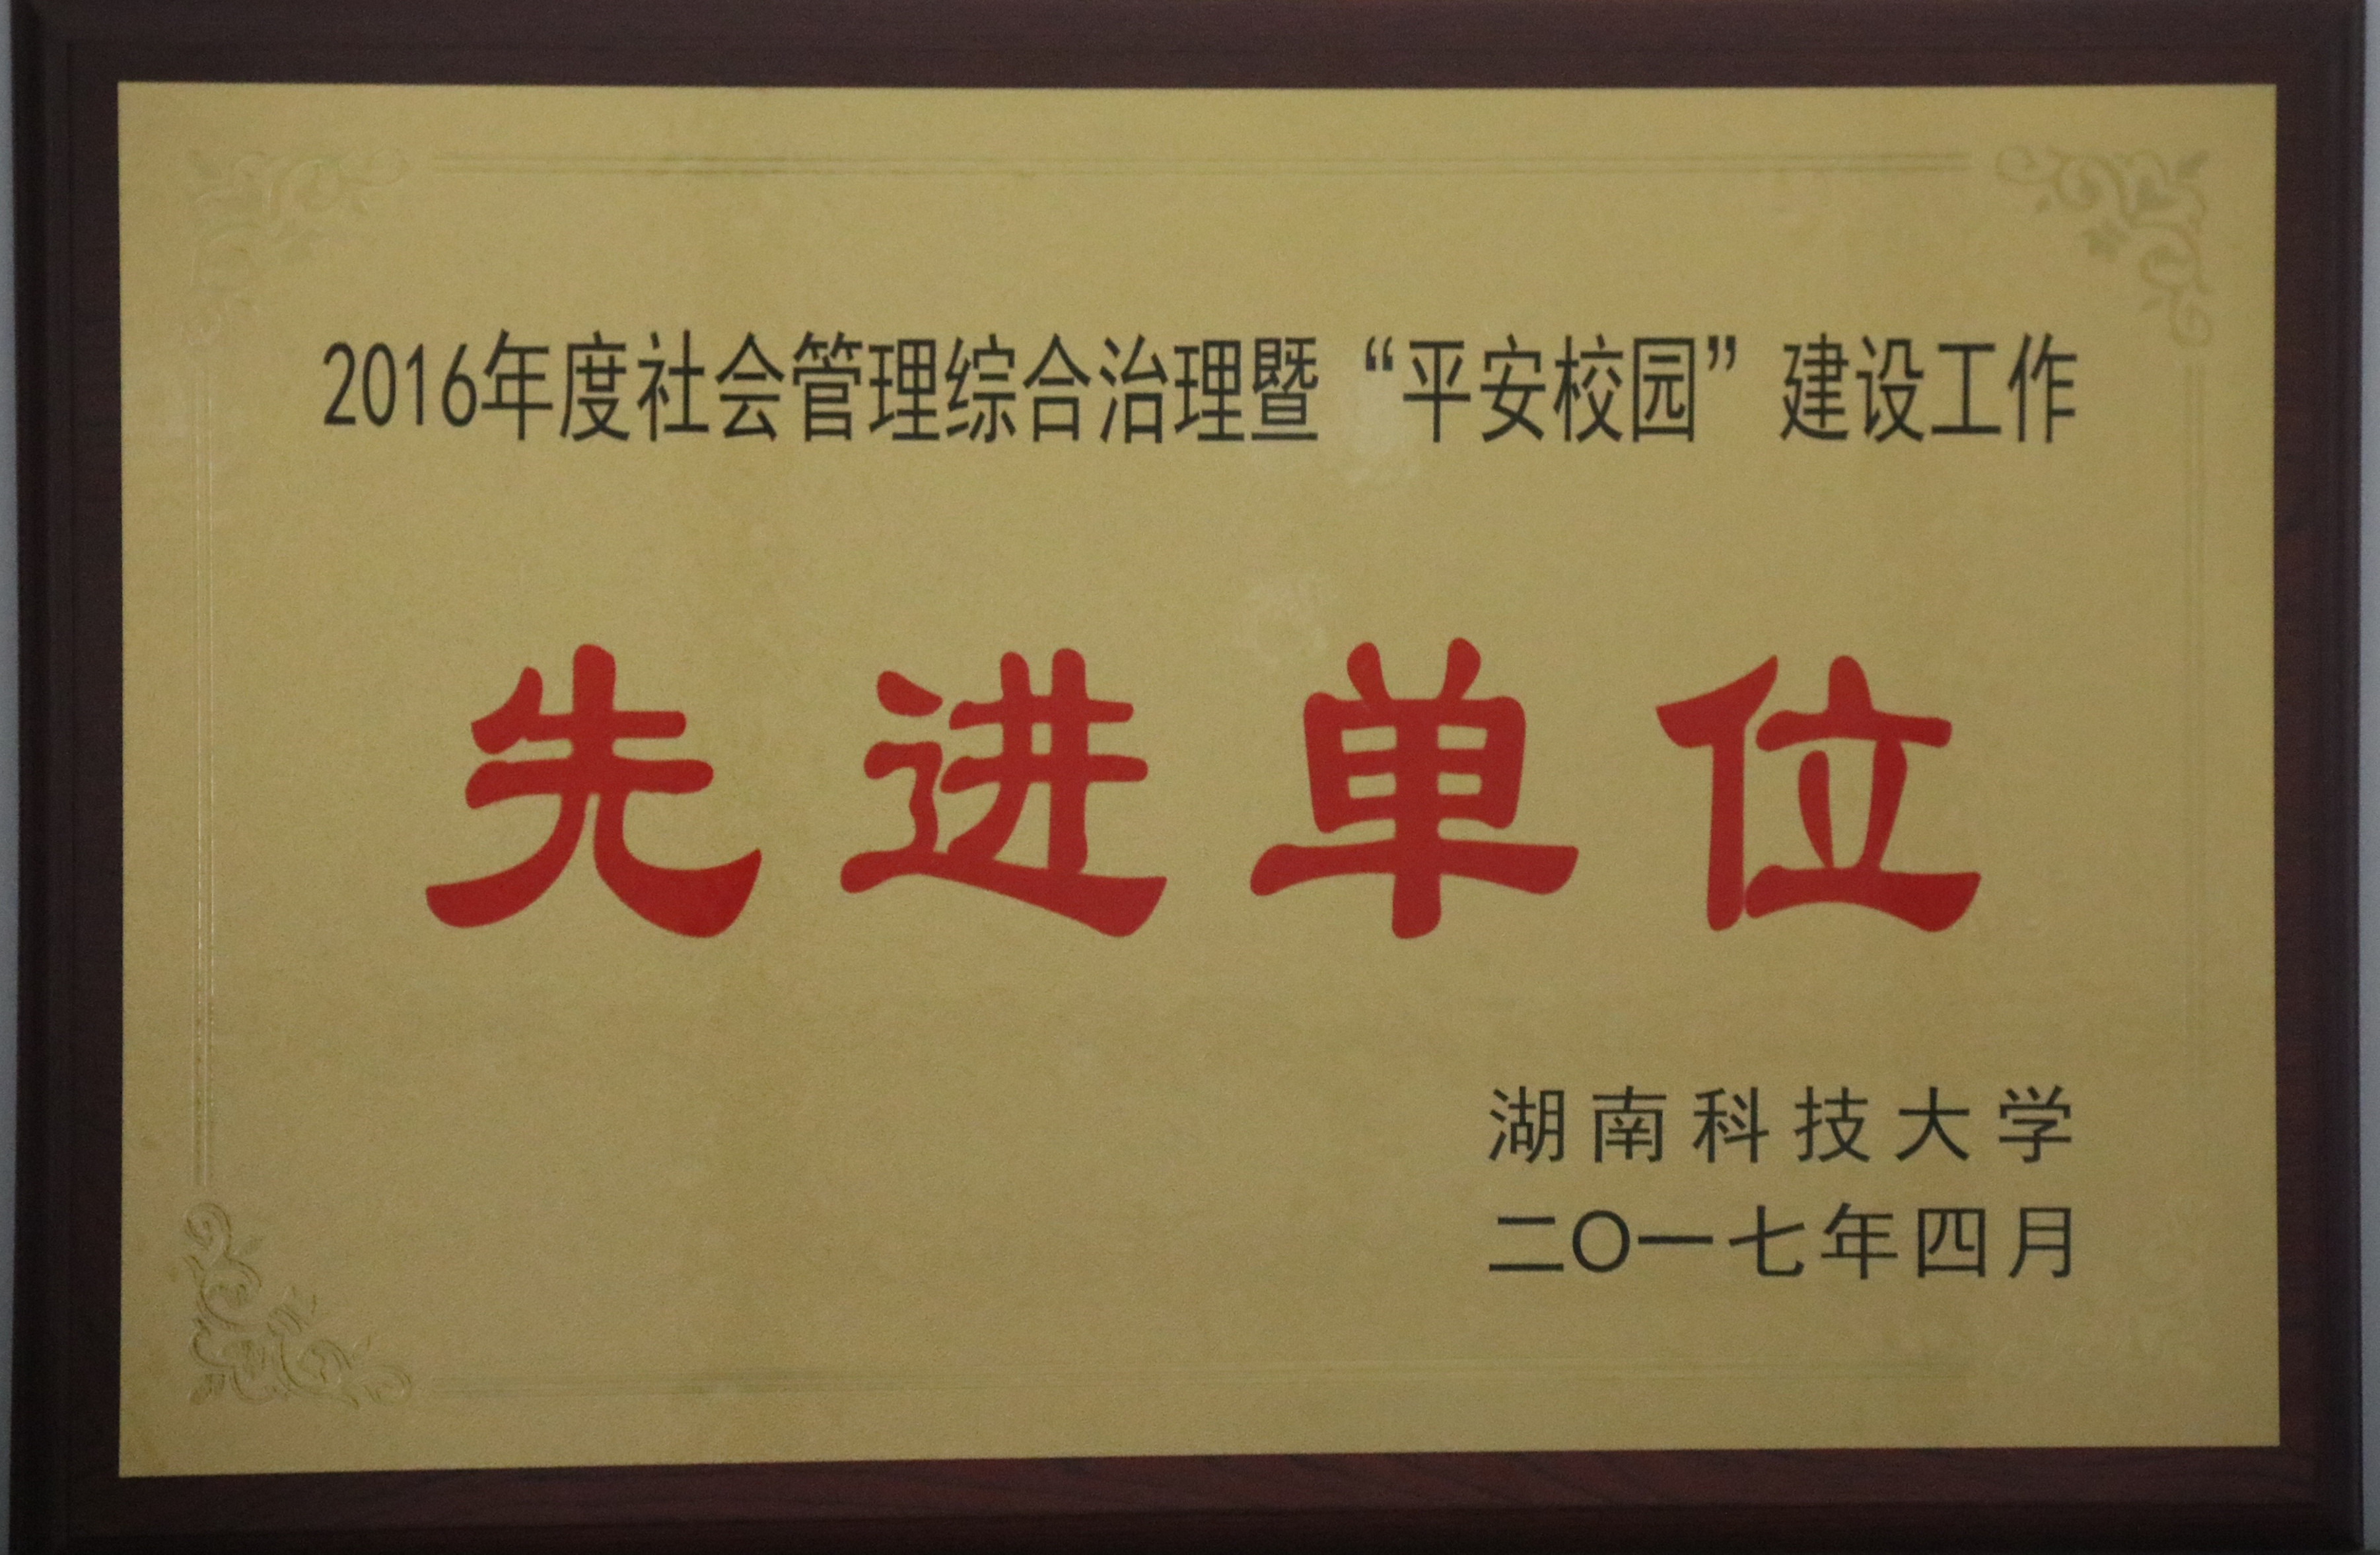 2016年度社会管理综合治理暨“平安校园”建设工作
先进单位
湖南科技大学
二〇一七年四月